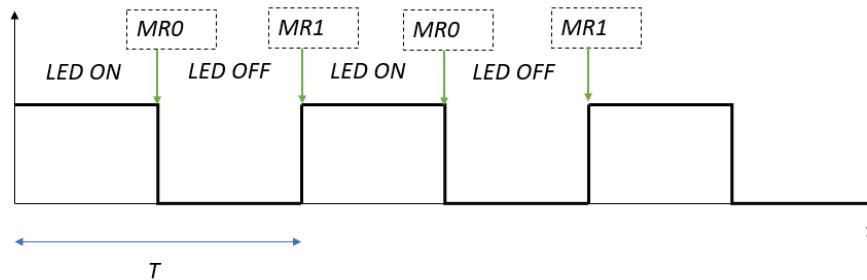 MR0 MR1 MR0 MR1
LED ON LED OFF LED ON LED OFF
T